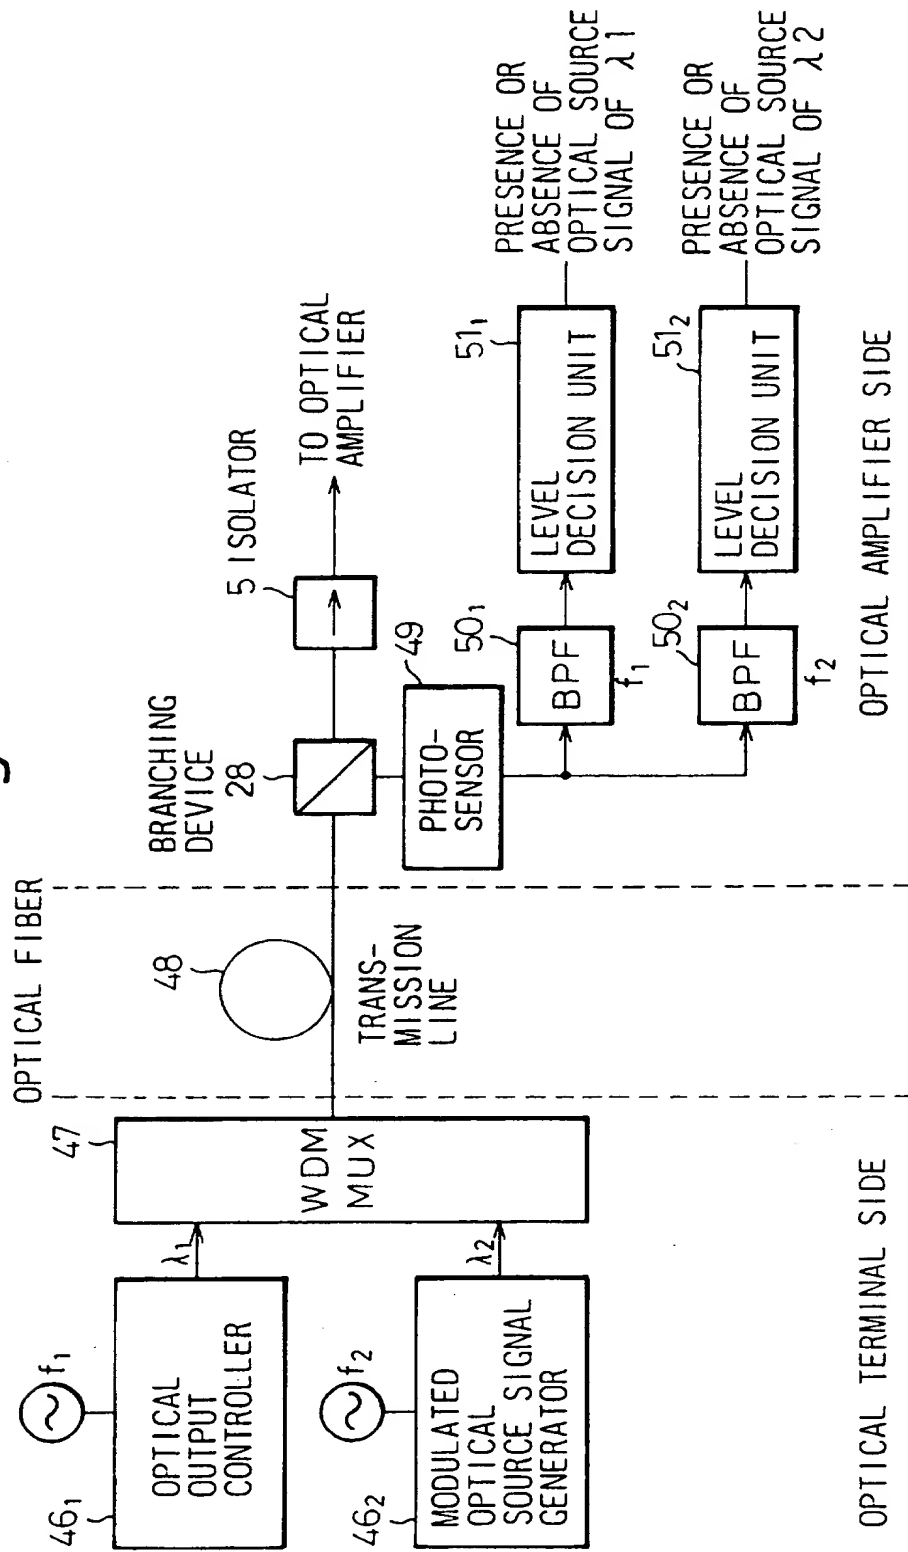 OPTICAL FIBER
46₁
f₁
OPTICAL
OUTPUT
CONTROLLER
λ₁
46₂
f₂
MODULATED
OPTICAL
SOURCE SIGNAL
GENERATOR
λ₂
47
WDM
MUX
48
TRANS-
MISSION
LINE
BRANCHING
DEVICE
28
5 ISOLATOR
TO OPTICAL
AMPLIFIER
49
PHOTO-
SENSOR
50₁
BPF
f₁
51₁
LEVEL
DECISION UNIT
PRESENCE OR
ABSENCE OF
OPTICAL SOURCE
SIGNAL OF λ1
50₂
BPF
f₂
51₂
LEVEL
DECISION UNIT
PRESENCE OR
ABSENCE OF
OPTICAL SOURCE
SIGNAL OF λ2
OPTICAL TERMINAL SIDE
OPTICAL AMPLIFIER SIDE